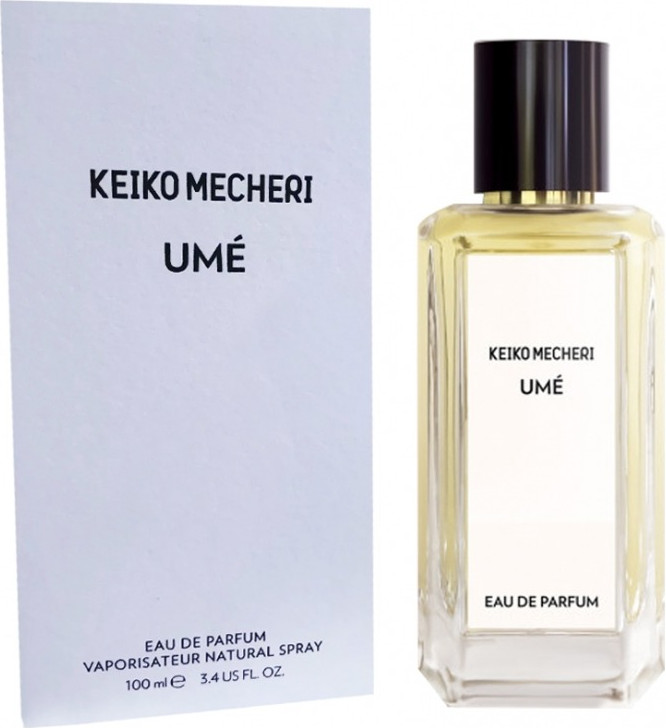 KEIKO MECHERI
UMÉ
EAU DE PARFUM
VAPORISATEUR NATURAL SPRAY
100 ml ℮ 3.4 US FL. OZ.
KEIKO MECHERI
UMÉ
EAU DE PARFUM